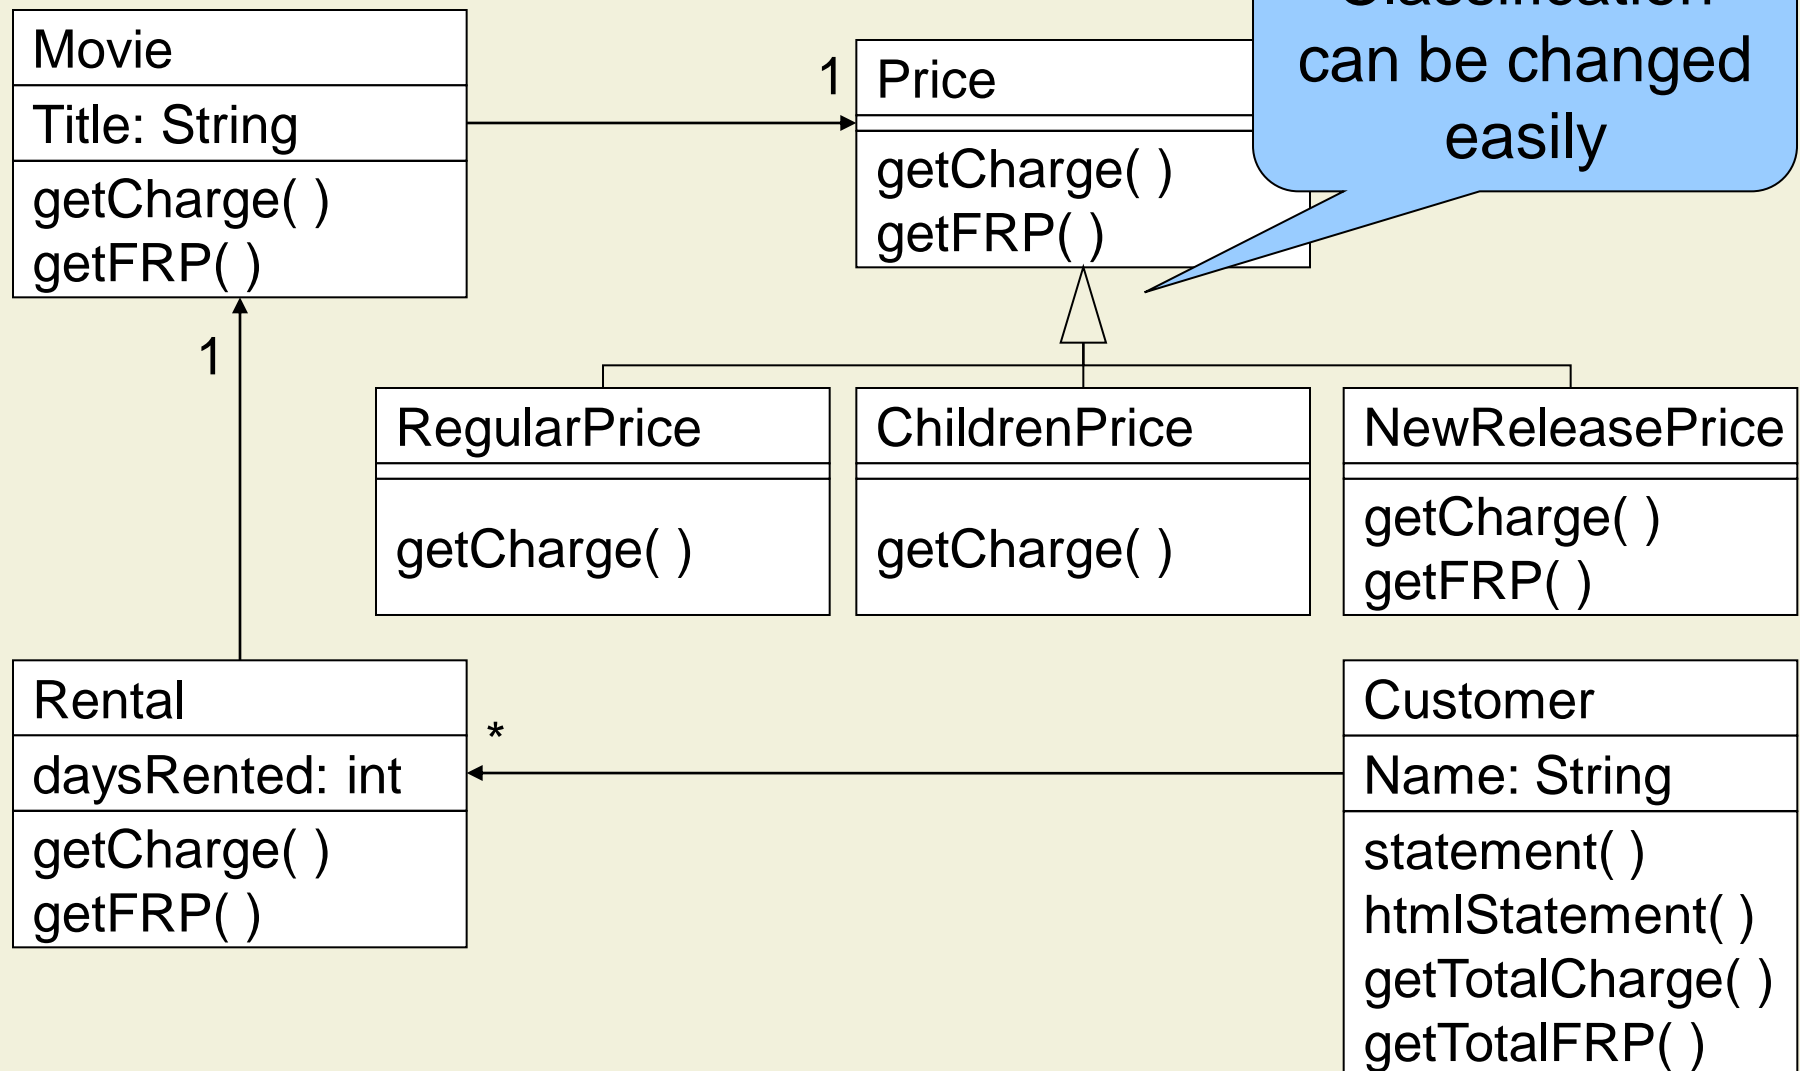 Movie
Title: String
getCharge( )
getFRP( )
1
Price
getCharge( )
getFRP( )
Classification
can be changed
easily
1
RegularPrice
getCharge( )
ChildrenPrice
getCharge( )
NewReleasePrice
getCharge( )
getFRP( )
Rental
daysRented: int
getCharge( )
getFRP( )
*
Customer
Name: String
statement( )
htmlStatement( )
getTotalCharge( )
getTotalFRP( )